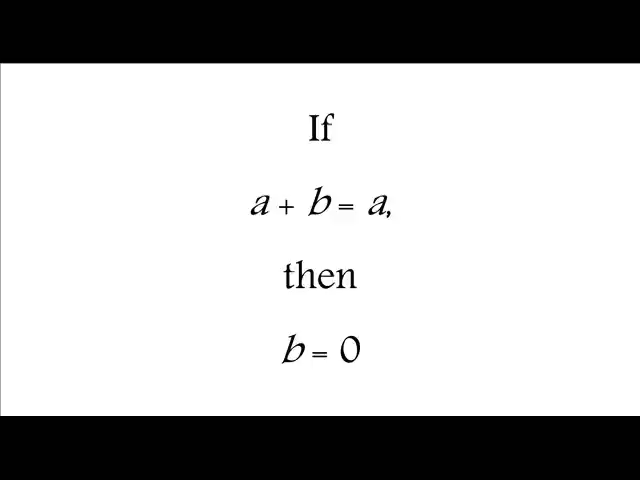 If
a + b = a,
then
b = 0